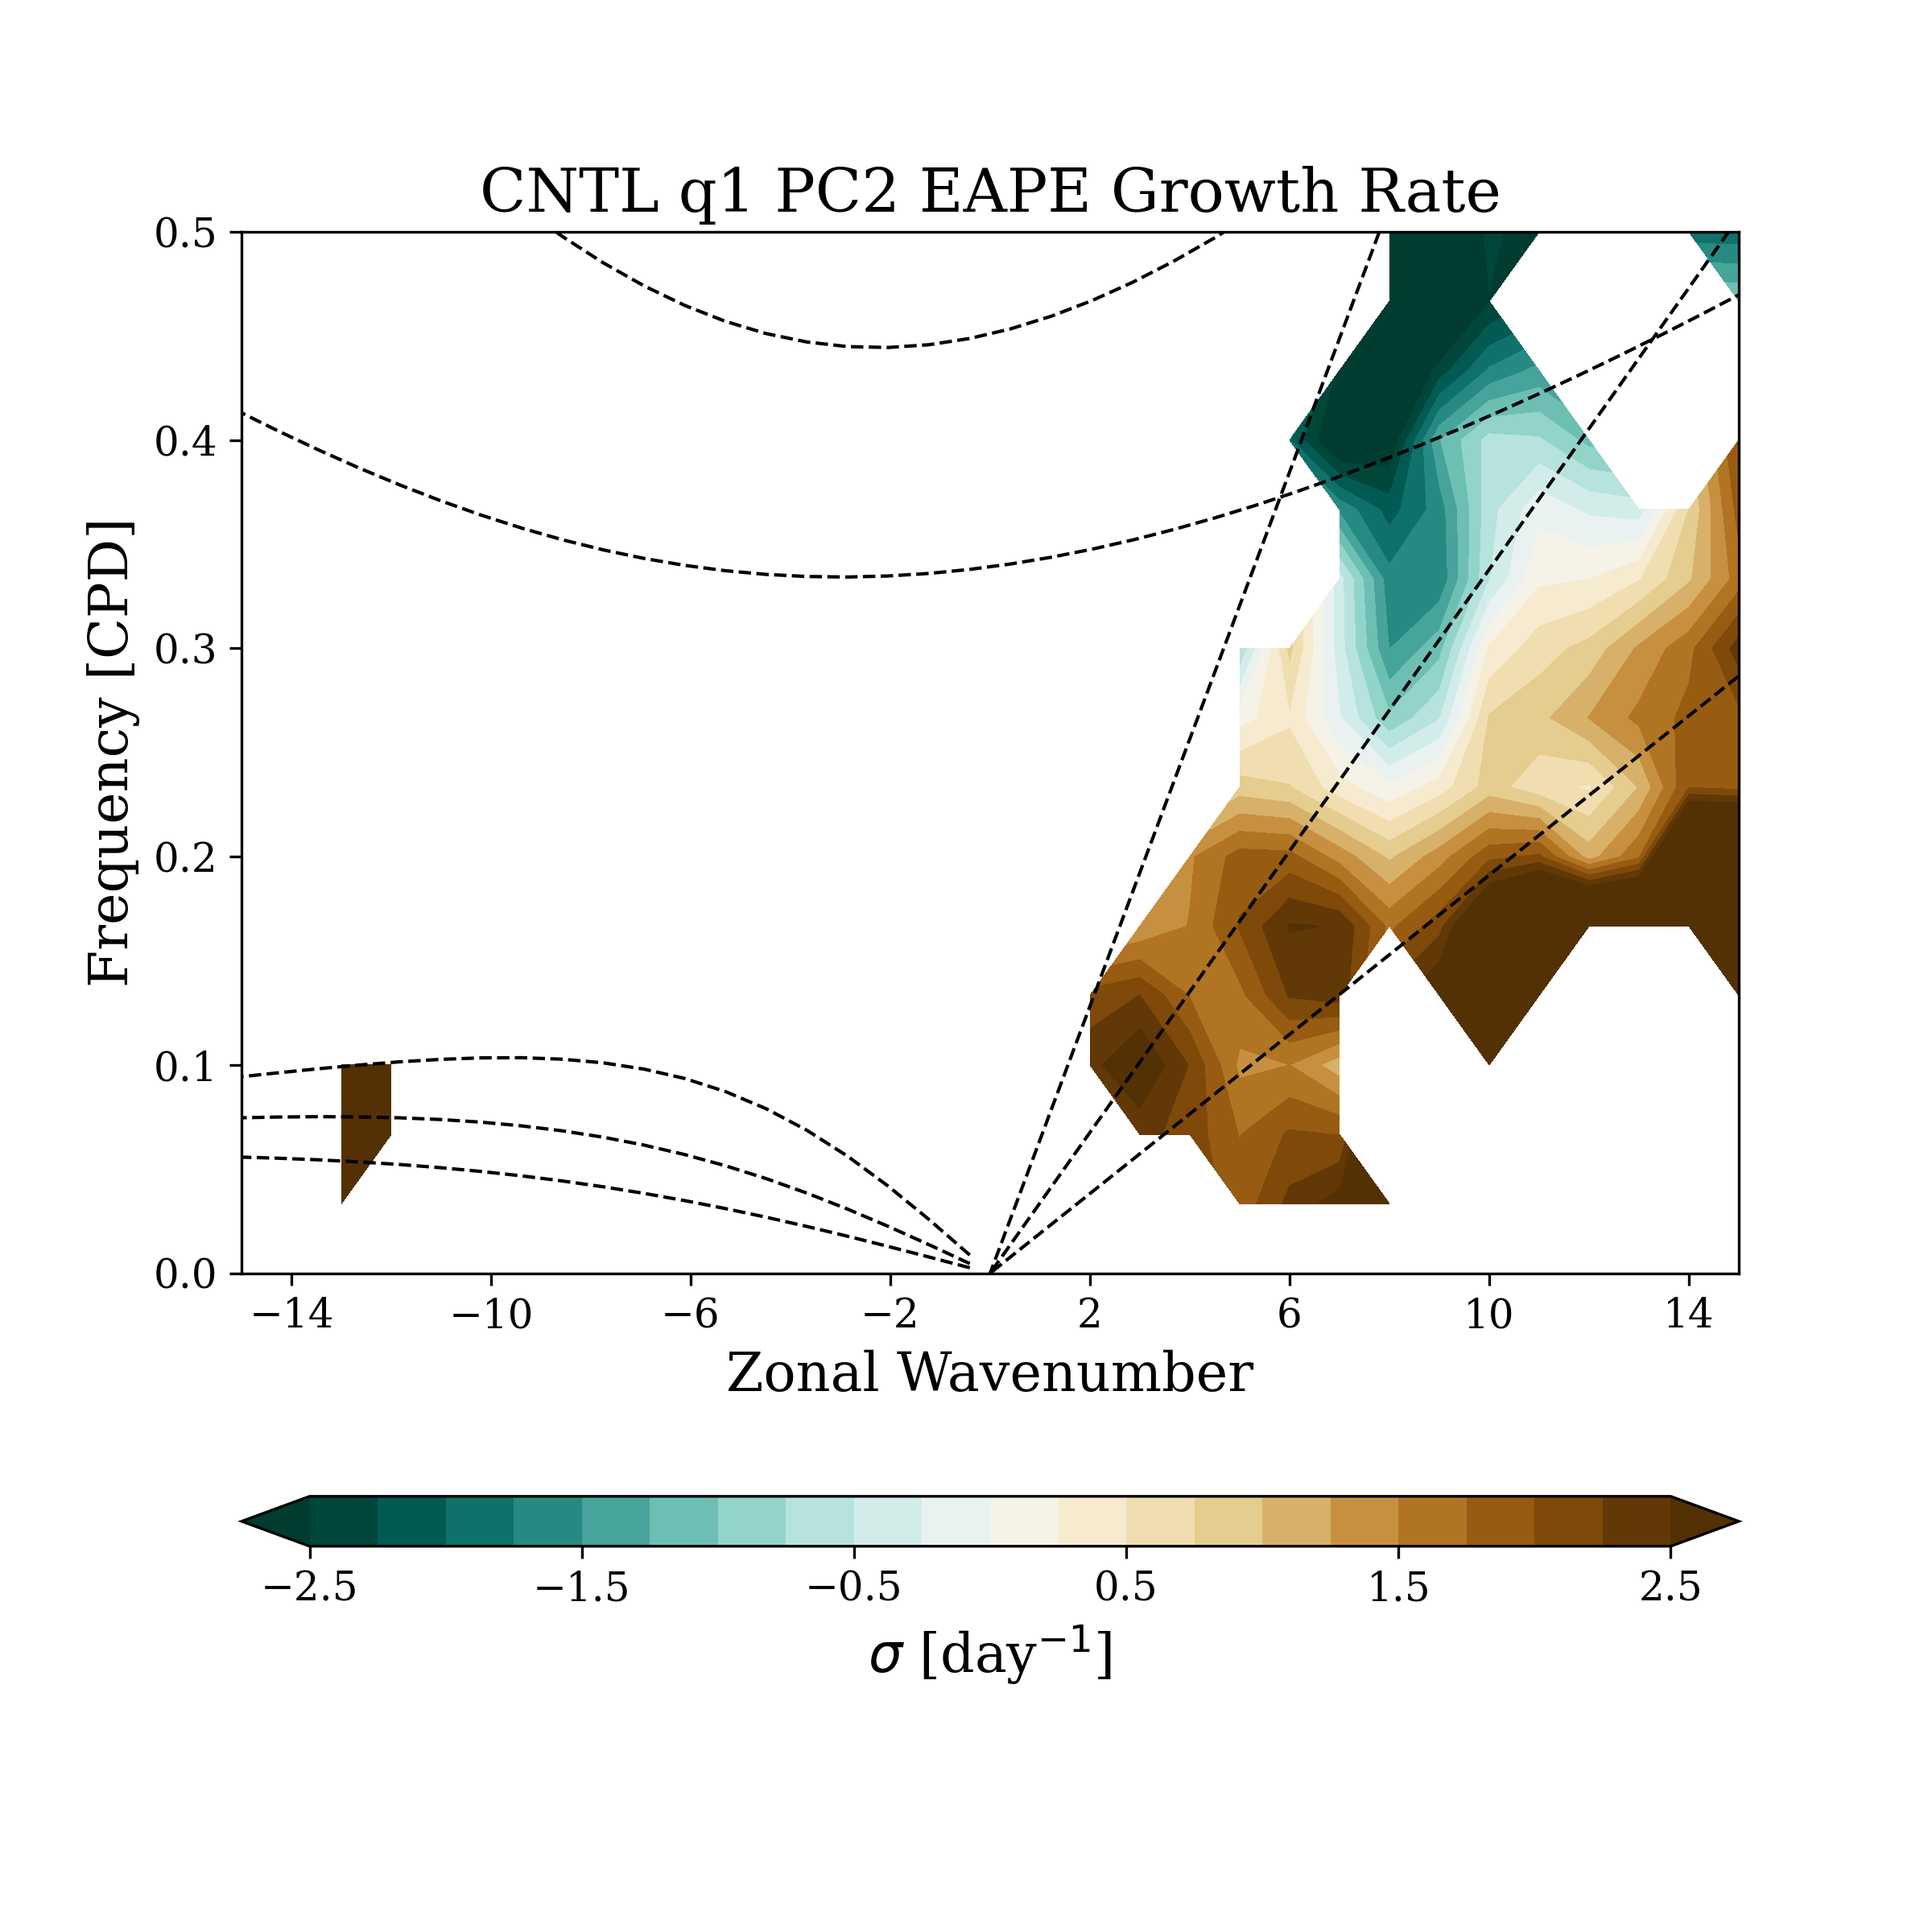 CNTL q1 PC2 EAPE Growth Rate
0.5
0.4
0.3
0.2
0.1
0.0
Frequency [CPD]
−14 −10 −6 −2 2 6 10 14
Zonal Wavenumber
−2.5 −1.5 −0.5 0.5 1.5 2.5
σ [day⁻¹]